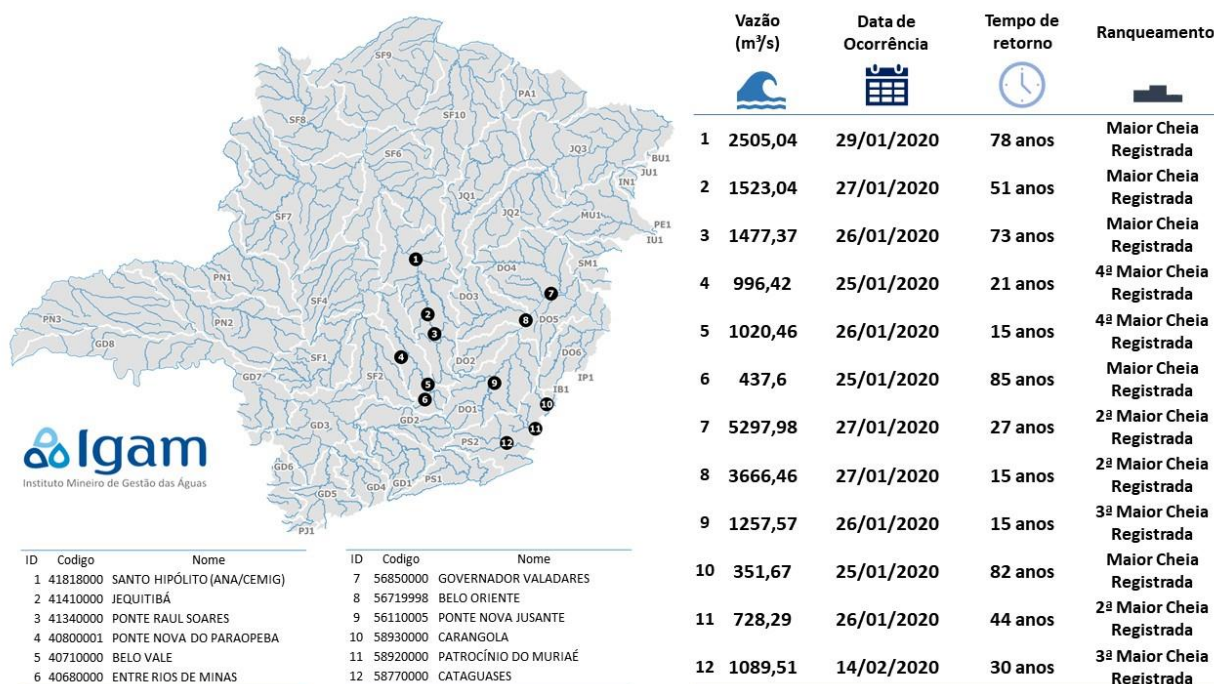 SF9
PA1
SF8
SF10
JQ3
BU1
SF6
JU1
IN1
JQ1
SF7
JQ2
MU1
PE1
IU1
1
SM1
PN1
DO4
7
SF4
DO3
2
8
DO5
PN3
PN2
3
GD8
4
SF1
DO2
DO6
GD7
SF2
5
9
IP1
6
IB1
10
GD3
GD2
DO1
11
PS2
12
GD6
GD5
GD4
GD1
PS1
PJ1
Igam
Instituto Mineiro de Gestão das Águas
ID Codigo Nome
1 41818000 SANTO HIPÓLITO (ANA/CEMIG)
2 41410000 JEQUITIBÁ
3 41340000 PONTE RAUL SOARES
4 40800001 PONTE NOVA DO PARAOPEBA
5 40710000 BELO VALE
6 40680000 ENTRE RIOS DE MINAS
ID Codigo Nome
7 56850000 GOVERNADOR VALADARES
8 56719998 BELO ORIENTE
9 56110005 PONTE NOVA JUSANTE
10 58930000 CARANGOLA
11 58920000 PATROCÍNIO DO MURIAÉ
12 58770000 CATAGUASES
Vazão Data de Tempo de
(m³/s) Ocorrência retorno Ranqueamento
1 2505,04 29/01/2020 78 anos Maior Cheia
Registrada
2 1523,04 27/01/2020 51 anos Maior Cheia
Registrada
3 1477,37 26/01/2020 73 anos Maior Cheia
Registrada
4 996,42 25/01/2020 21 anos 4ª Maior Cheia
Registrada
5 1020,46 26/01/2020 15 anos 4ª Maior Cheia
Registrada
6 437,6 25/01/2020 85 anos Maior Cheia
Registrada
7 5297,98 27/01/2020 27 anos 2ª Maior Cheia
Registrada
8 3666,46 27/01/2020 15 anos 2ª Maior Cheia
Registrada
9 1257,57 26/01/2020 15 anos 3ª Maior Cheia
Registrada
10 351,67 25/01/2020 82 anos Maior Cheia
Registrada
11 728,29 26/01/2020 44 anos 2ª Maior Cheia
Registrada
12 1089,51 14/02/2020 30 anos 3ª Maior Cheia
Registrada